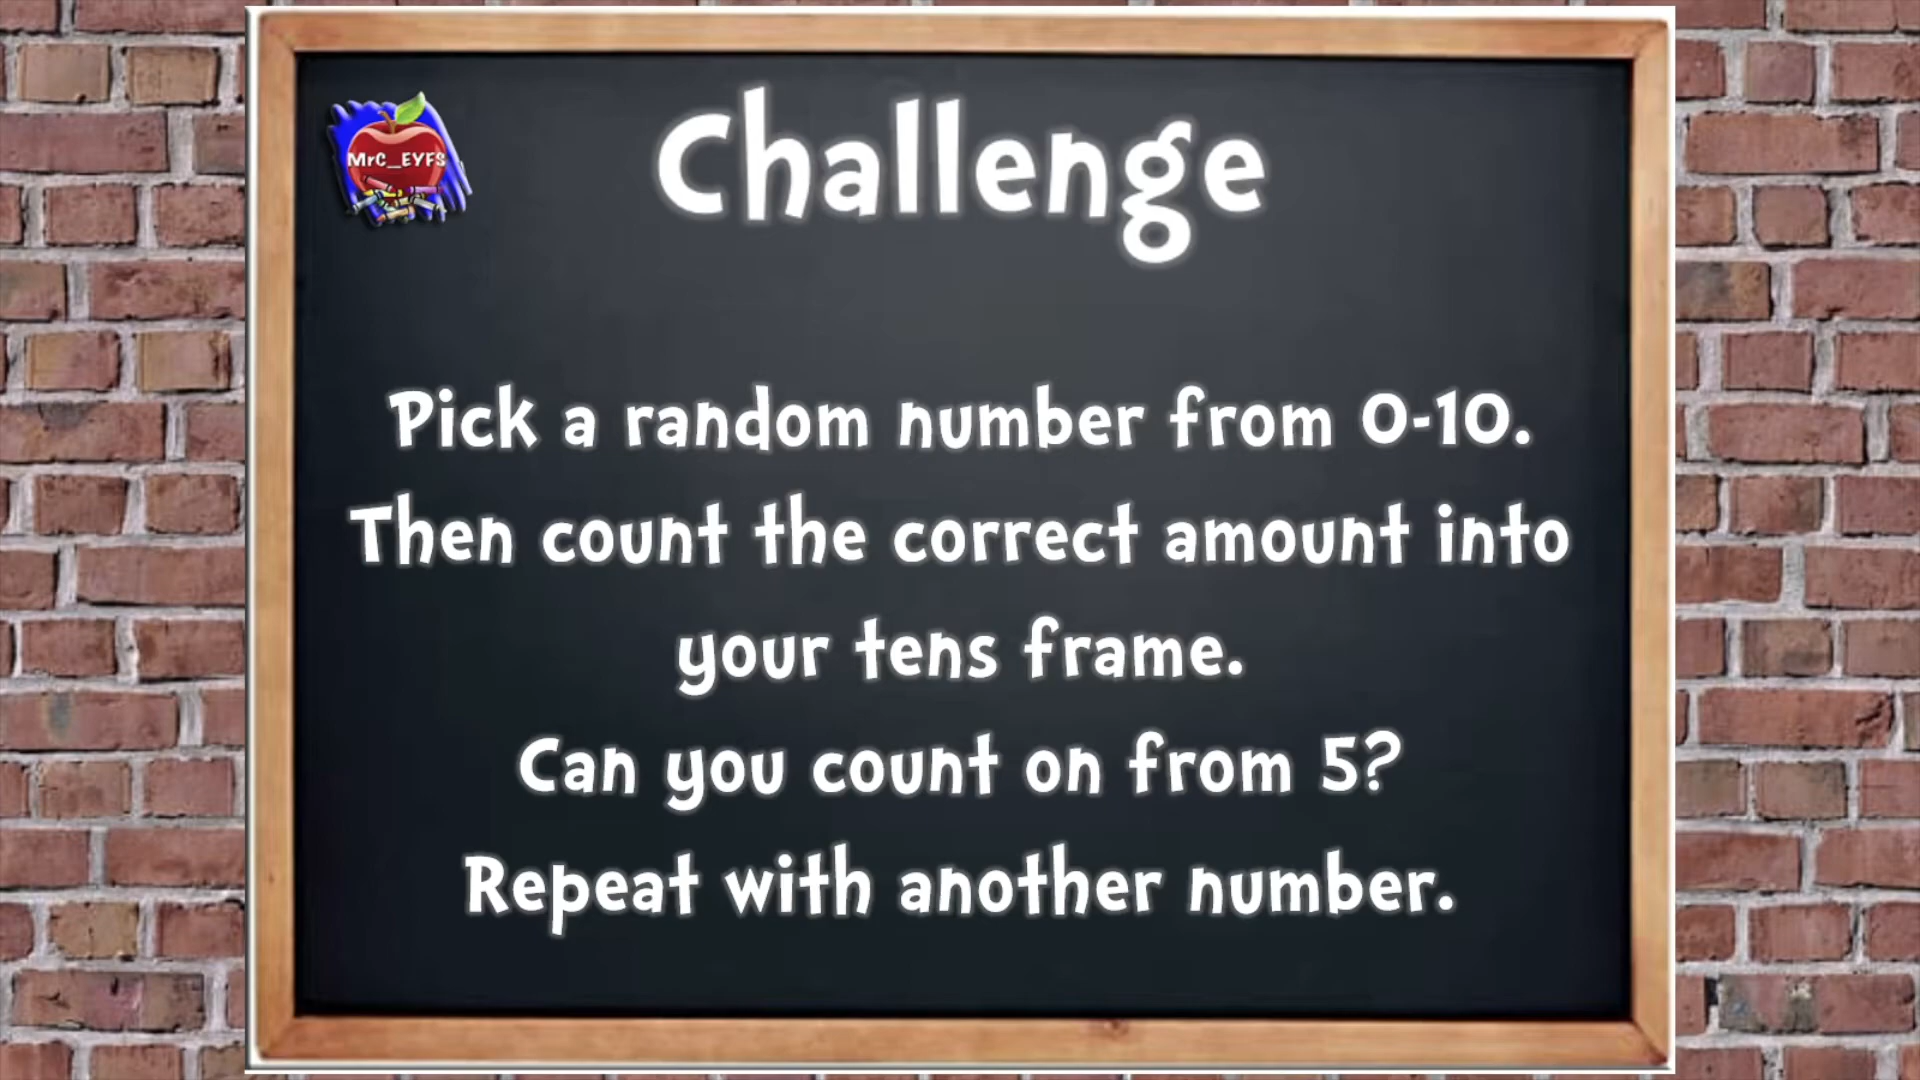 MrC_EYFS
Challenge
Pick a random number from 0-10.
Then count the correct amount into
your tens frame.
Can you count on from 5?
Repeat with another number.